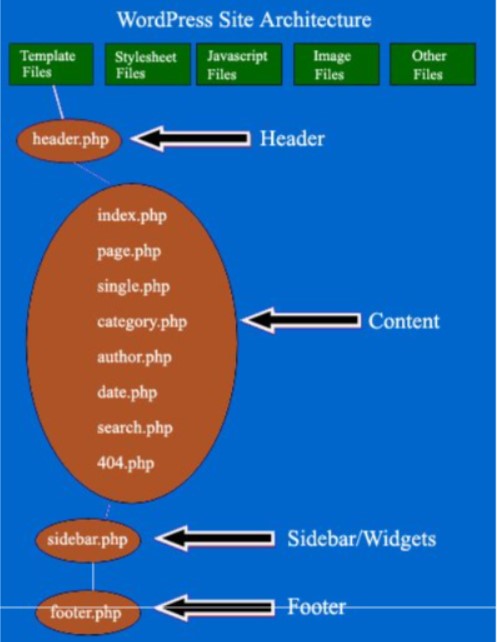 WordPress Site Architecture
Template
Files
Stylesheet
Files
Javascript
Files
Image
Files
Other
Files
header.php
Header
index.php
page.php
single.php
category.php
Content
author.php
date.php
search.php
404.php
sidebar.php
Sidebar/Widgets
footer.php
Footer